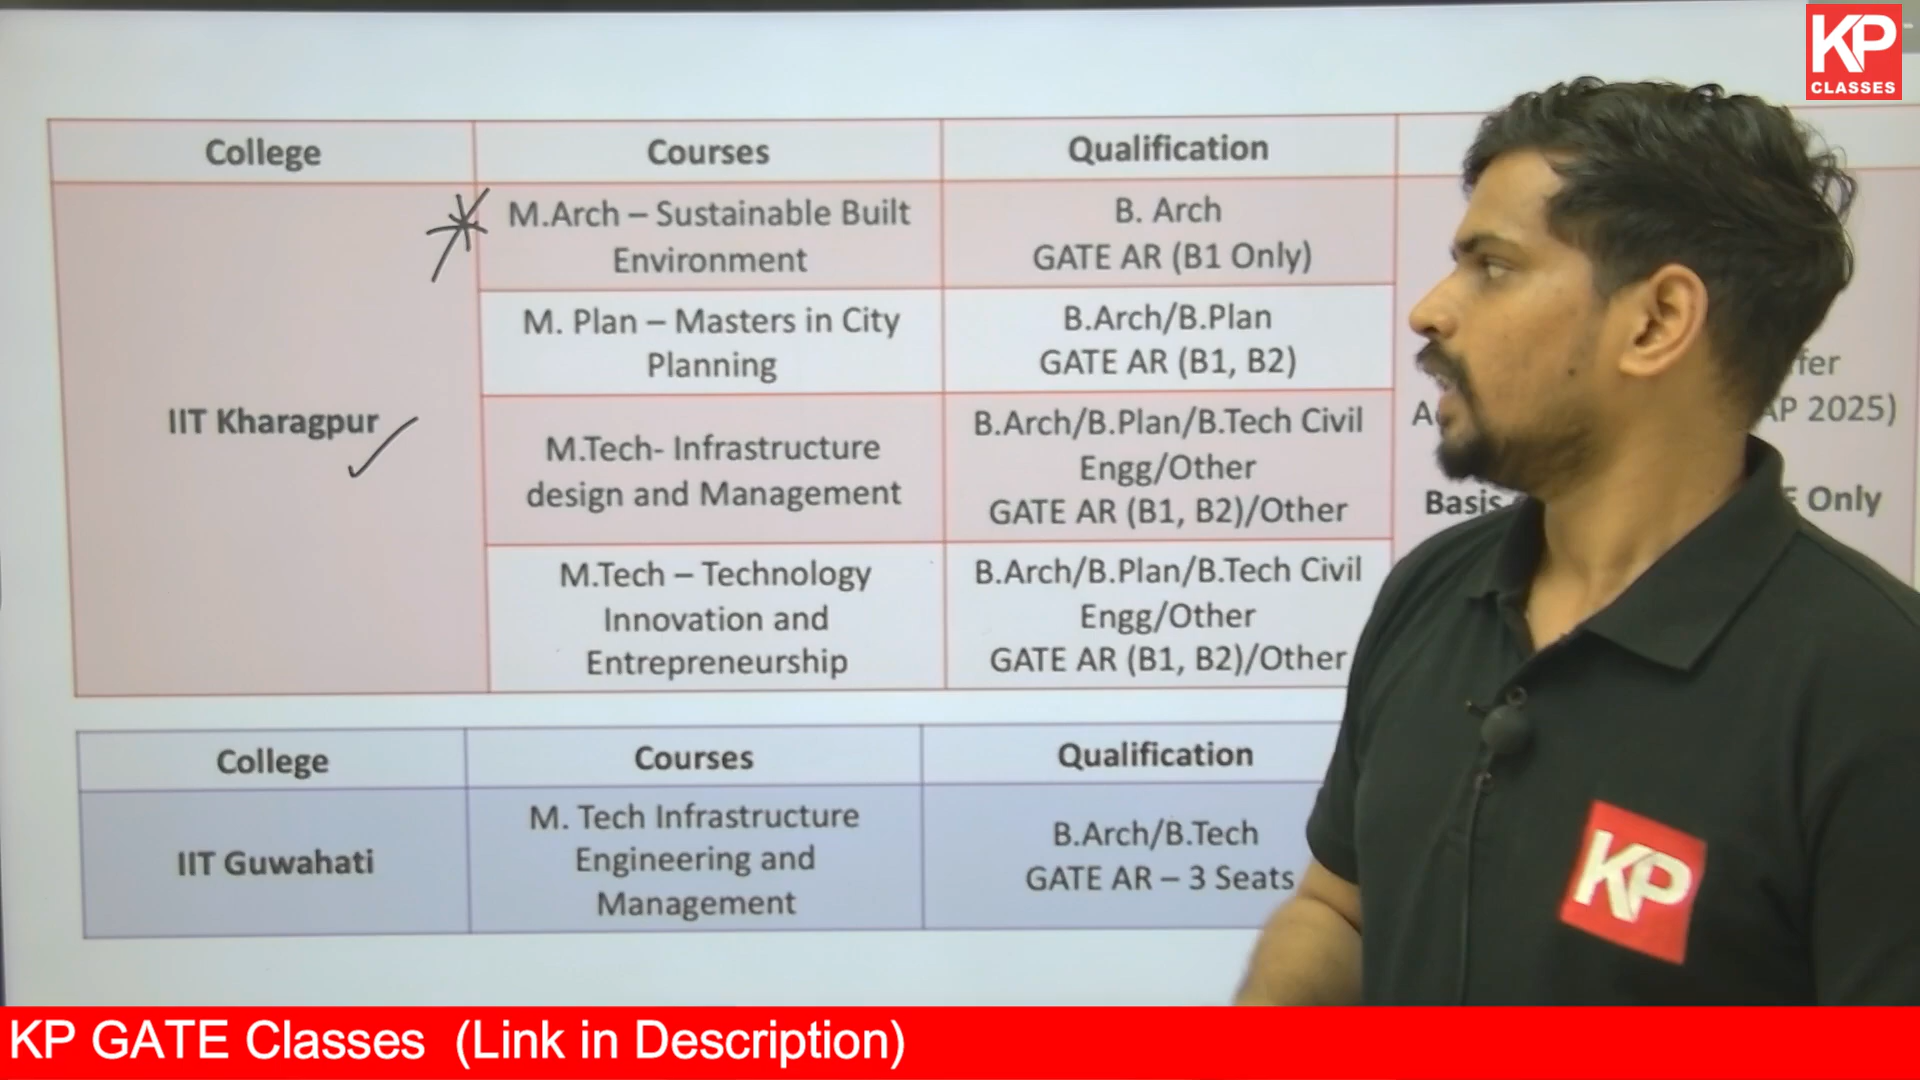 KP
CLASSES
College
Courses
Qualification
M.Arch – Sustainable Built
Environment
B. Arch
GATE AR (B1 Only)
M. Plan – Masters in City
Planning
B.Arch/B.Plan
GATE AR (B1, B2)
IIT Kharagpur
M.Tech- Infrastructure
design and Management
B.Arch/B.Plan/B.Tech Civil
Engg/Other
GATE AR (B1, B2)/Other
2025)
Basis
Only
M.Tech – Technology
Innovation and
Entrepreneurship
B.Arch/B.Plan/B.Tech Civil
Engg/Other
GATE AR (B1, B2)/Other
College
Courses
Qualification
IIT Guwahati
M. Tech Infrastructure
Engineering and
Management
B.Arch/B.Tech
GATE AR – 3 Seats
KP
KP GATE Classes (Link in Description)